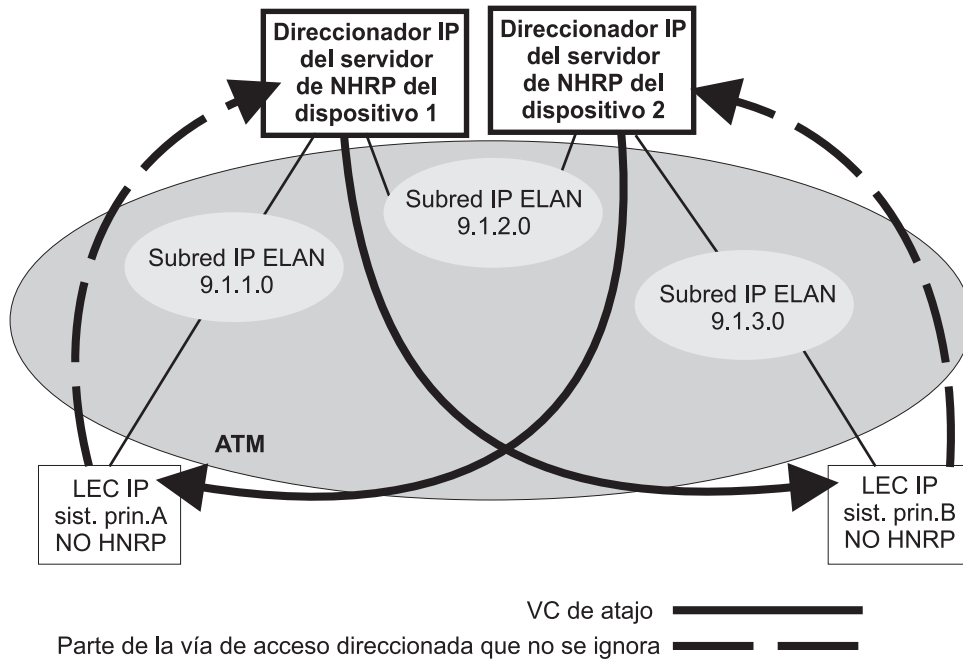 Direccionador IP
del servidor
de NHRP del
dispositivo 1
Direccionador IP
del servidor
de NHRP del
dispositivo 2
Subred IP ELAN
9.1.2.0
Subred IP ELAN
9.1.1.0
Subred IP ELAN
9.1.3.0
ATM
LEC IP
sist. prin.A
NO HNRP
LEC IP
sist. prin.B
NO HNRP
VC de atajo
Parte de la vía de acceso direccionada que no se ignora